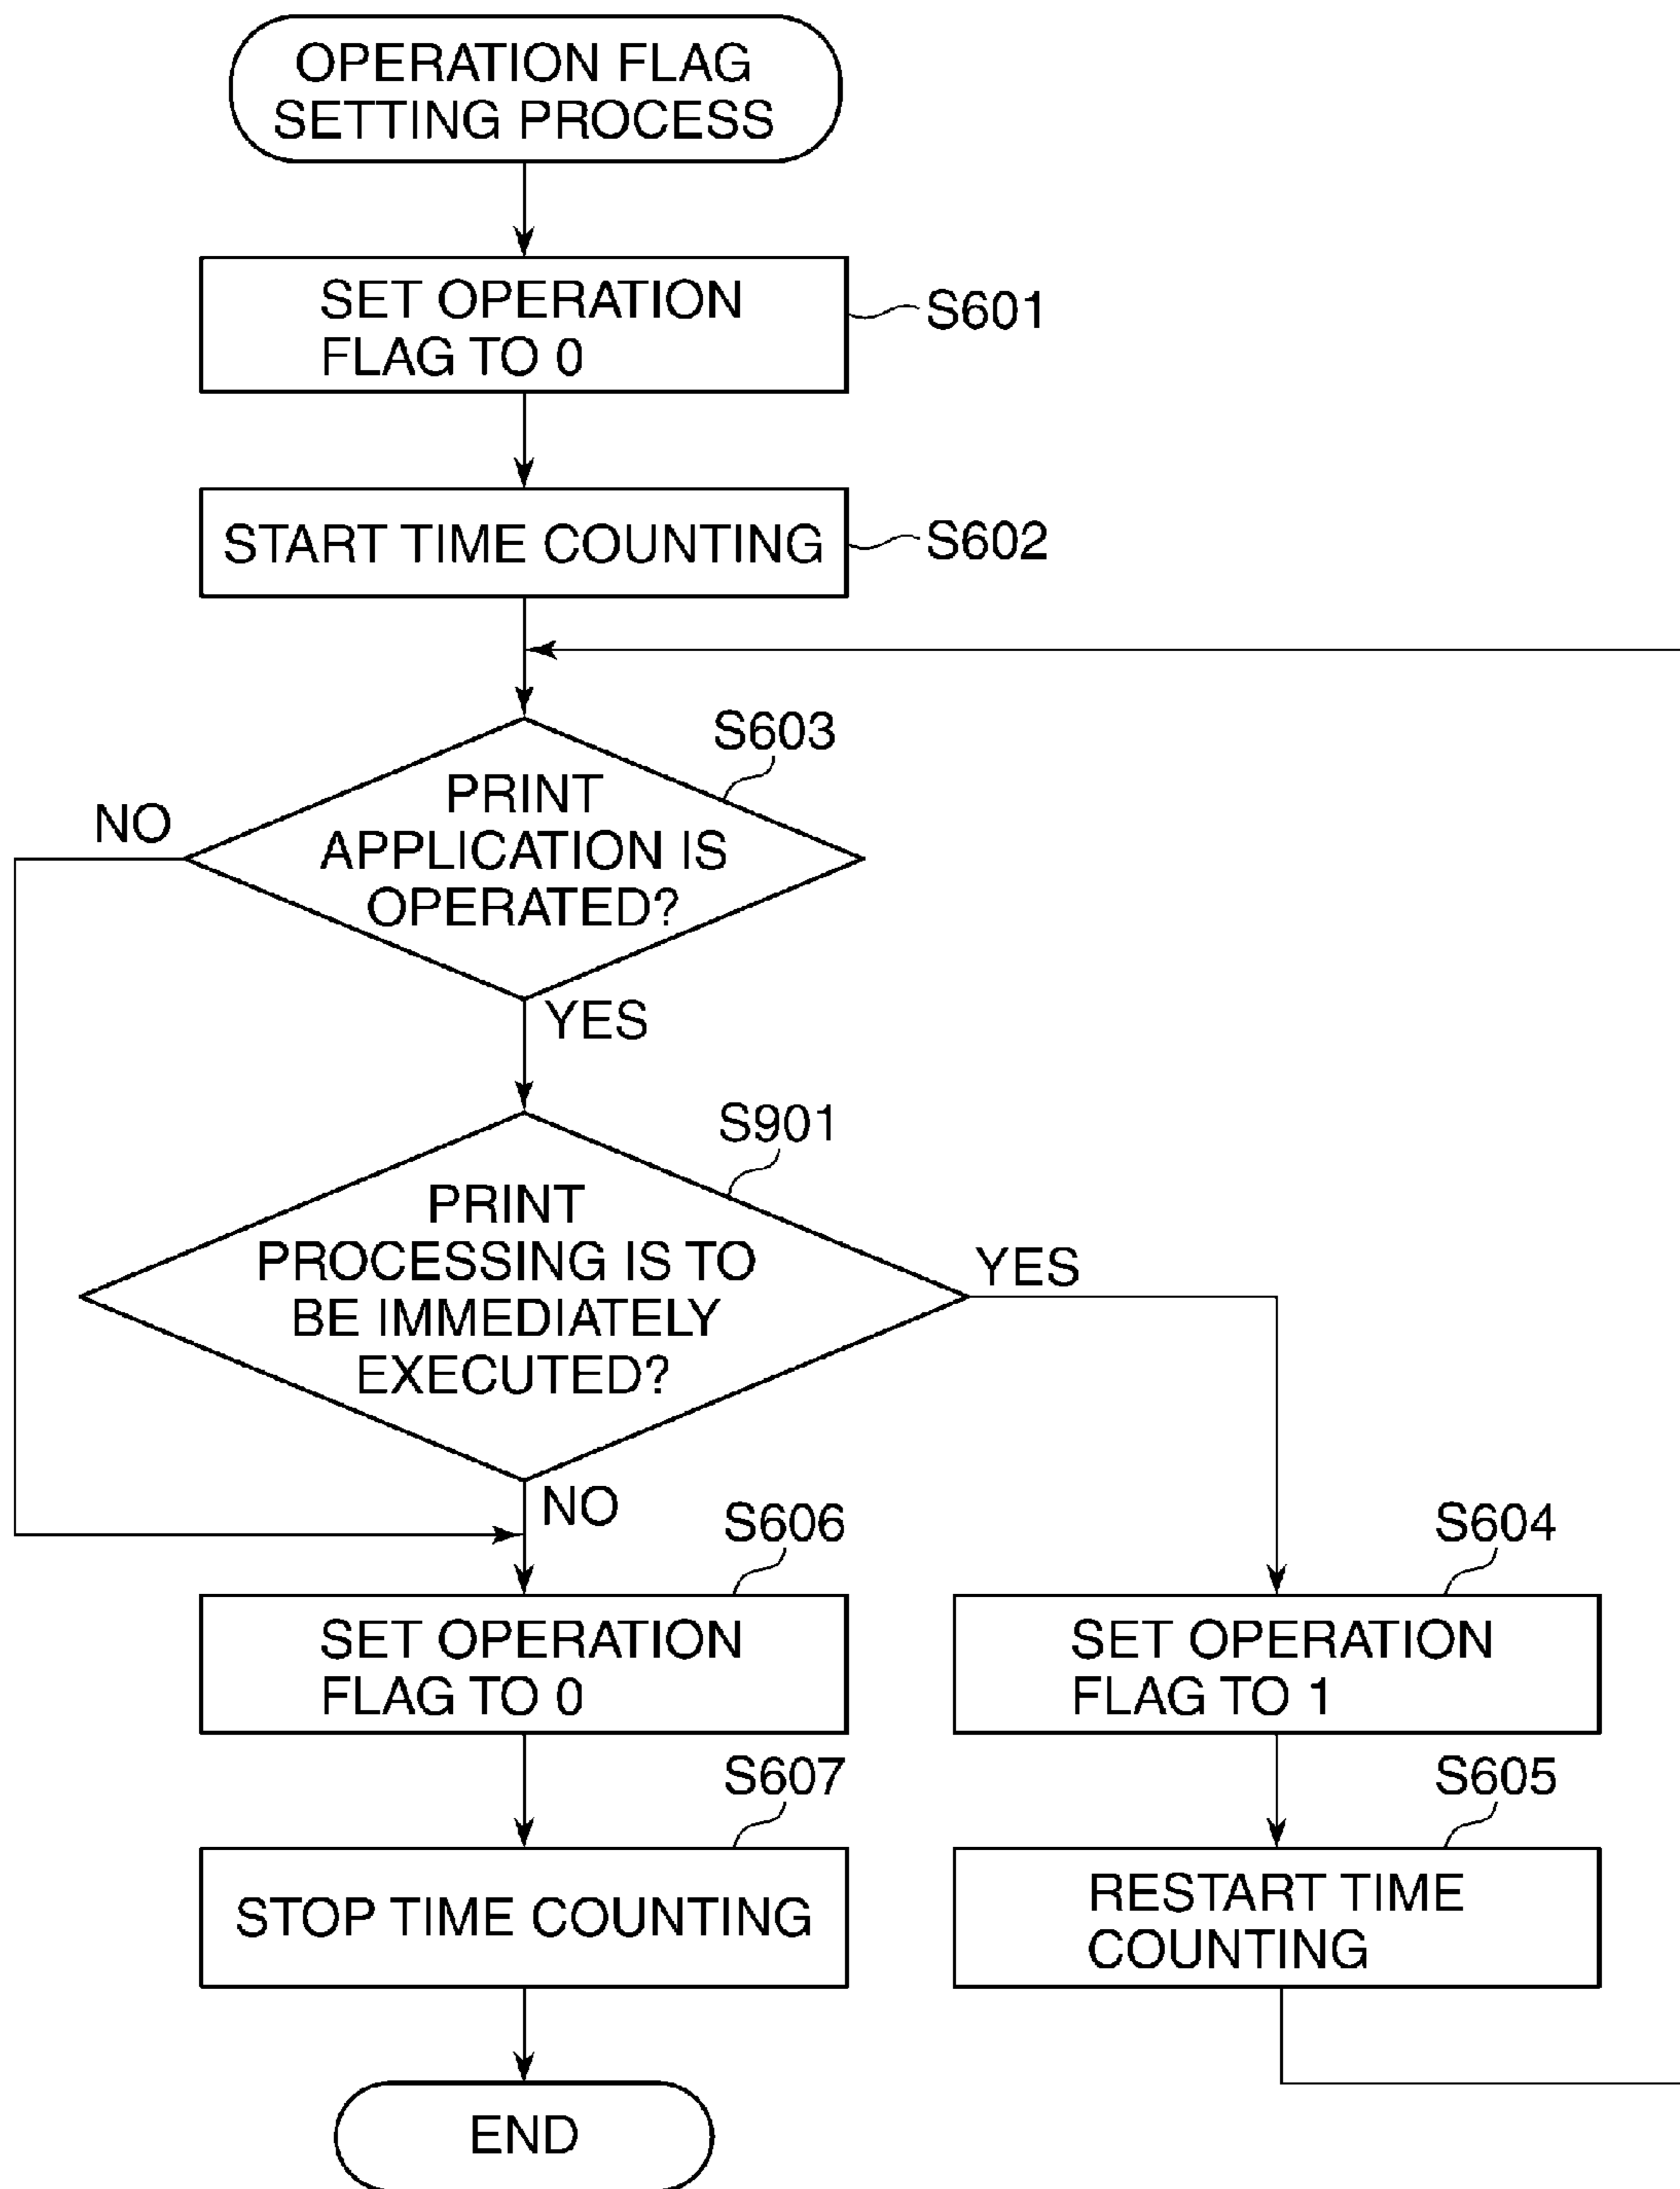 OPERATION FLAG
SETTING PROCESS
SET OPERATION
FLAG TO 0
S601
START TIME COUNTING
S602
S603
PRINT
APPLICATION IS
OPERATED?
NO
YES
S901
PRINT
PROCESSING IS TO
BE IMMEDIATELY
EXECUTED?
YES
NO
S606
SET OPERATION
FLAG TO 0
S604
SET OPERATION
FLAG TO 1
S607
STOP TIME COUNTING
S605
RESTART TIME
COUNTING
END